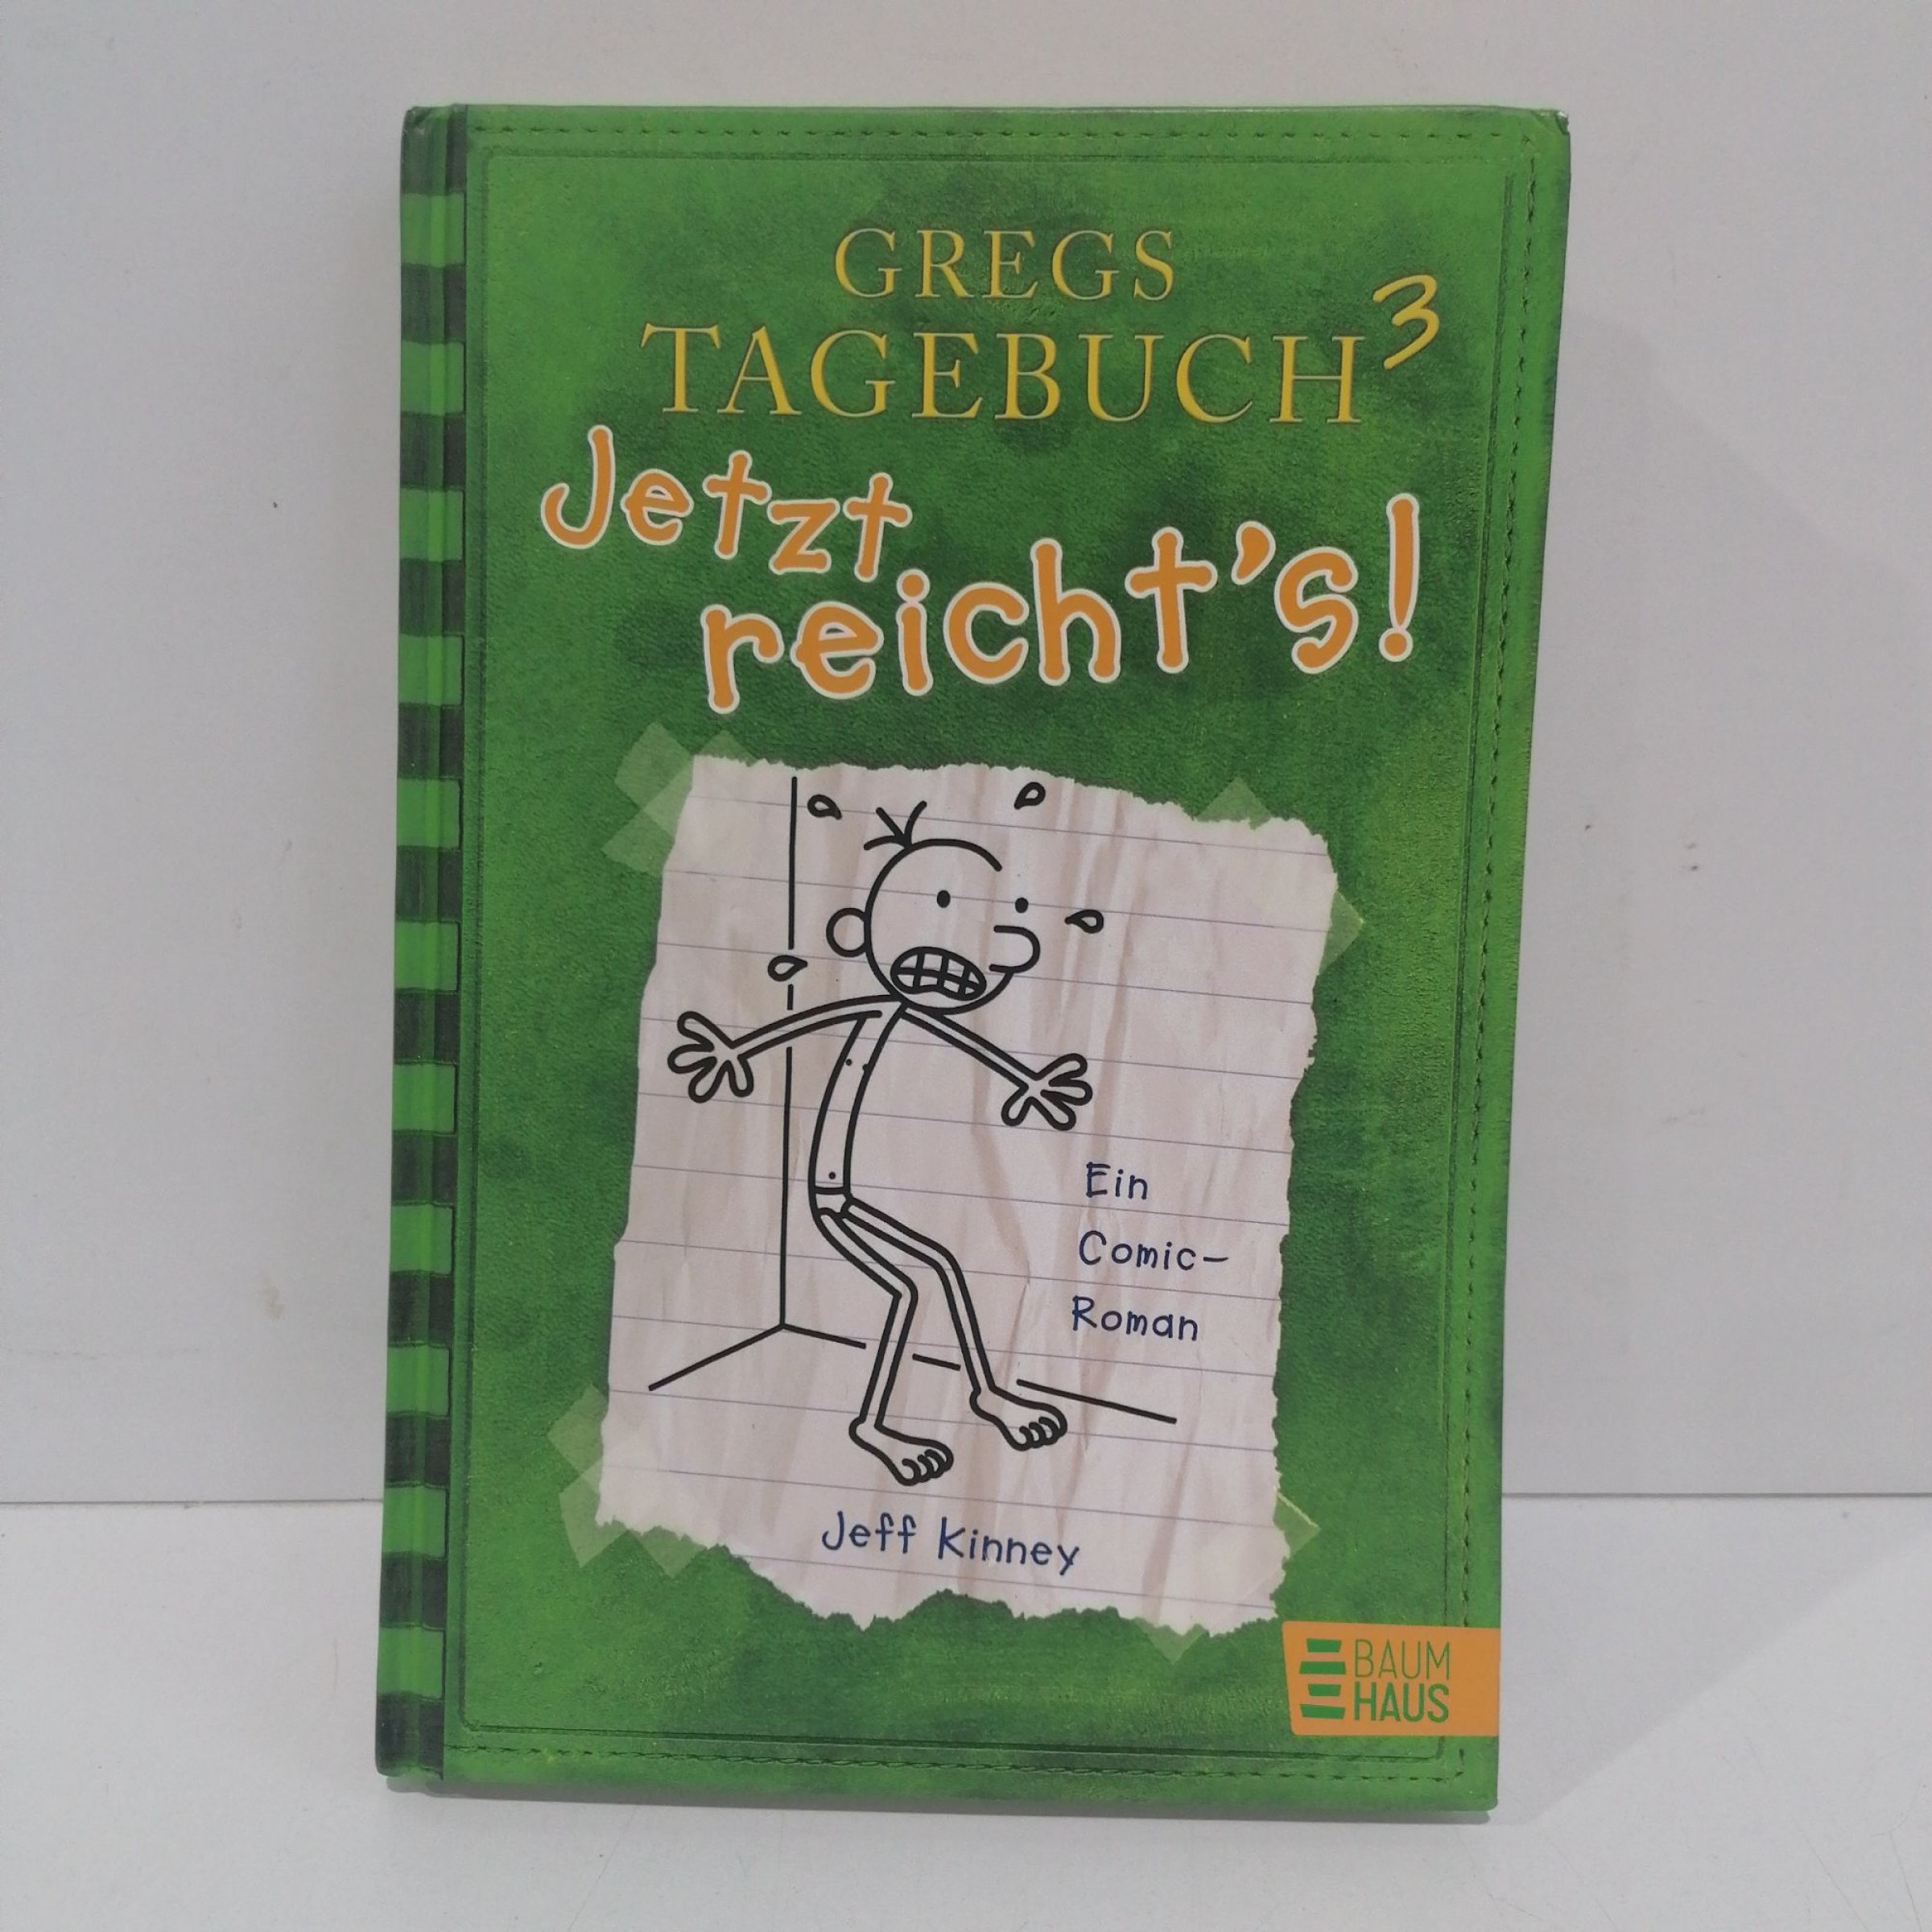 GREGS
TAGEBUCH 3
Jetzt
reicht's!
Ein
Comic-
Roman
Jeff Kinney
BAUM
HAUS